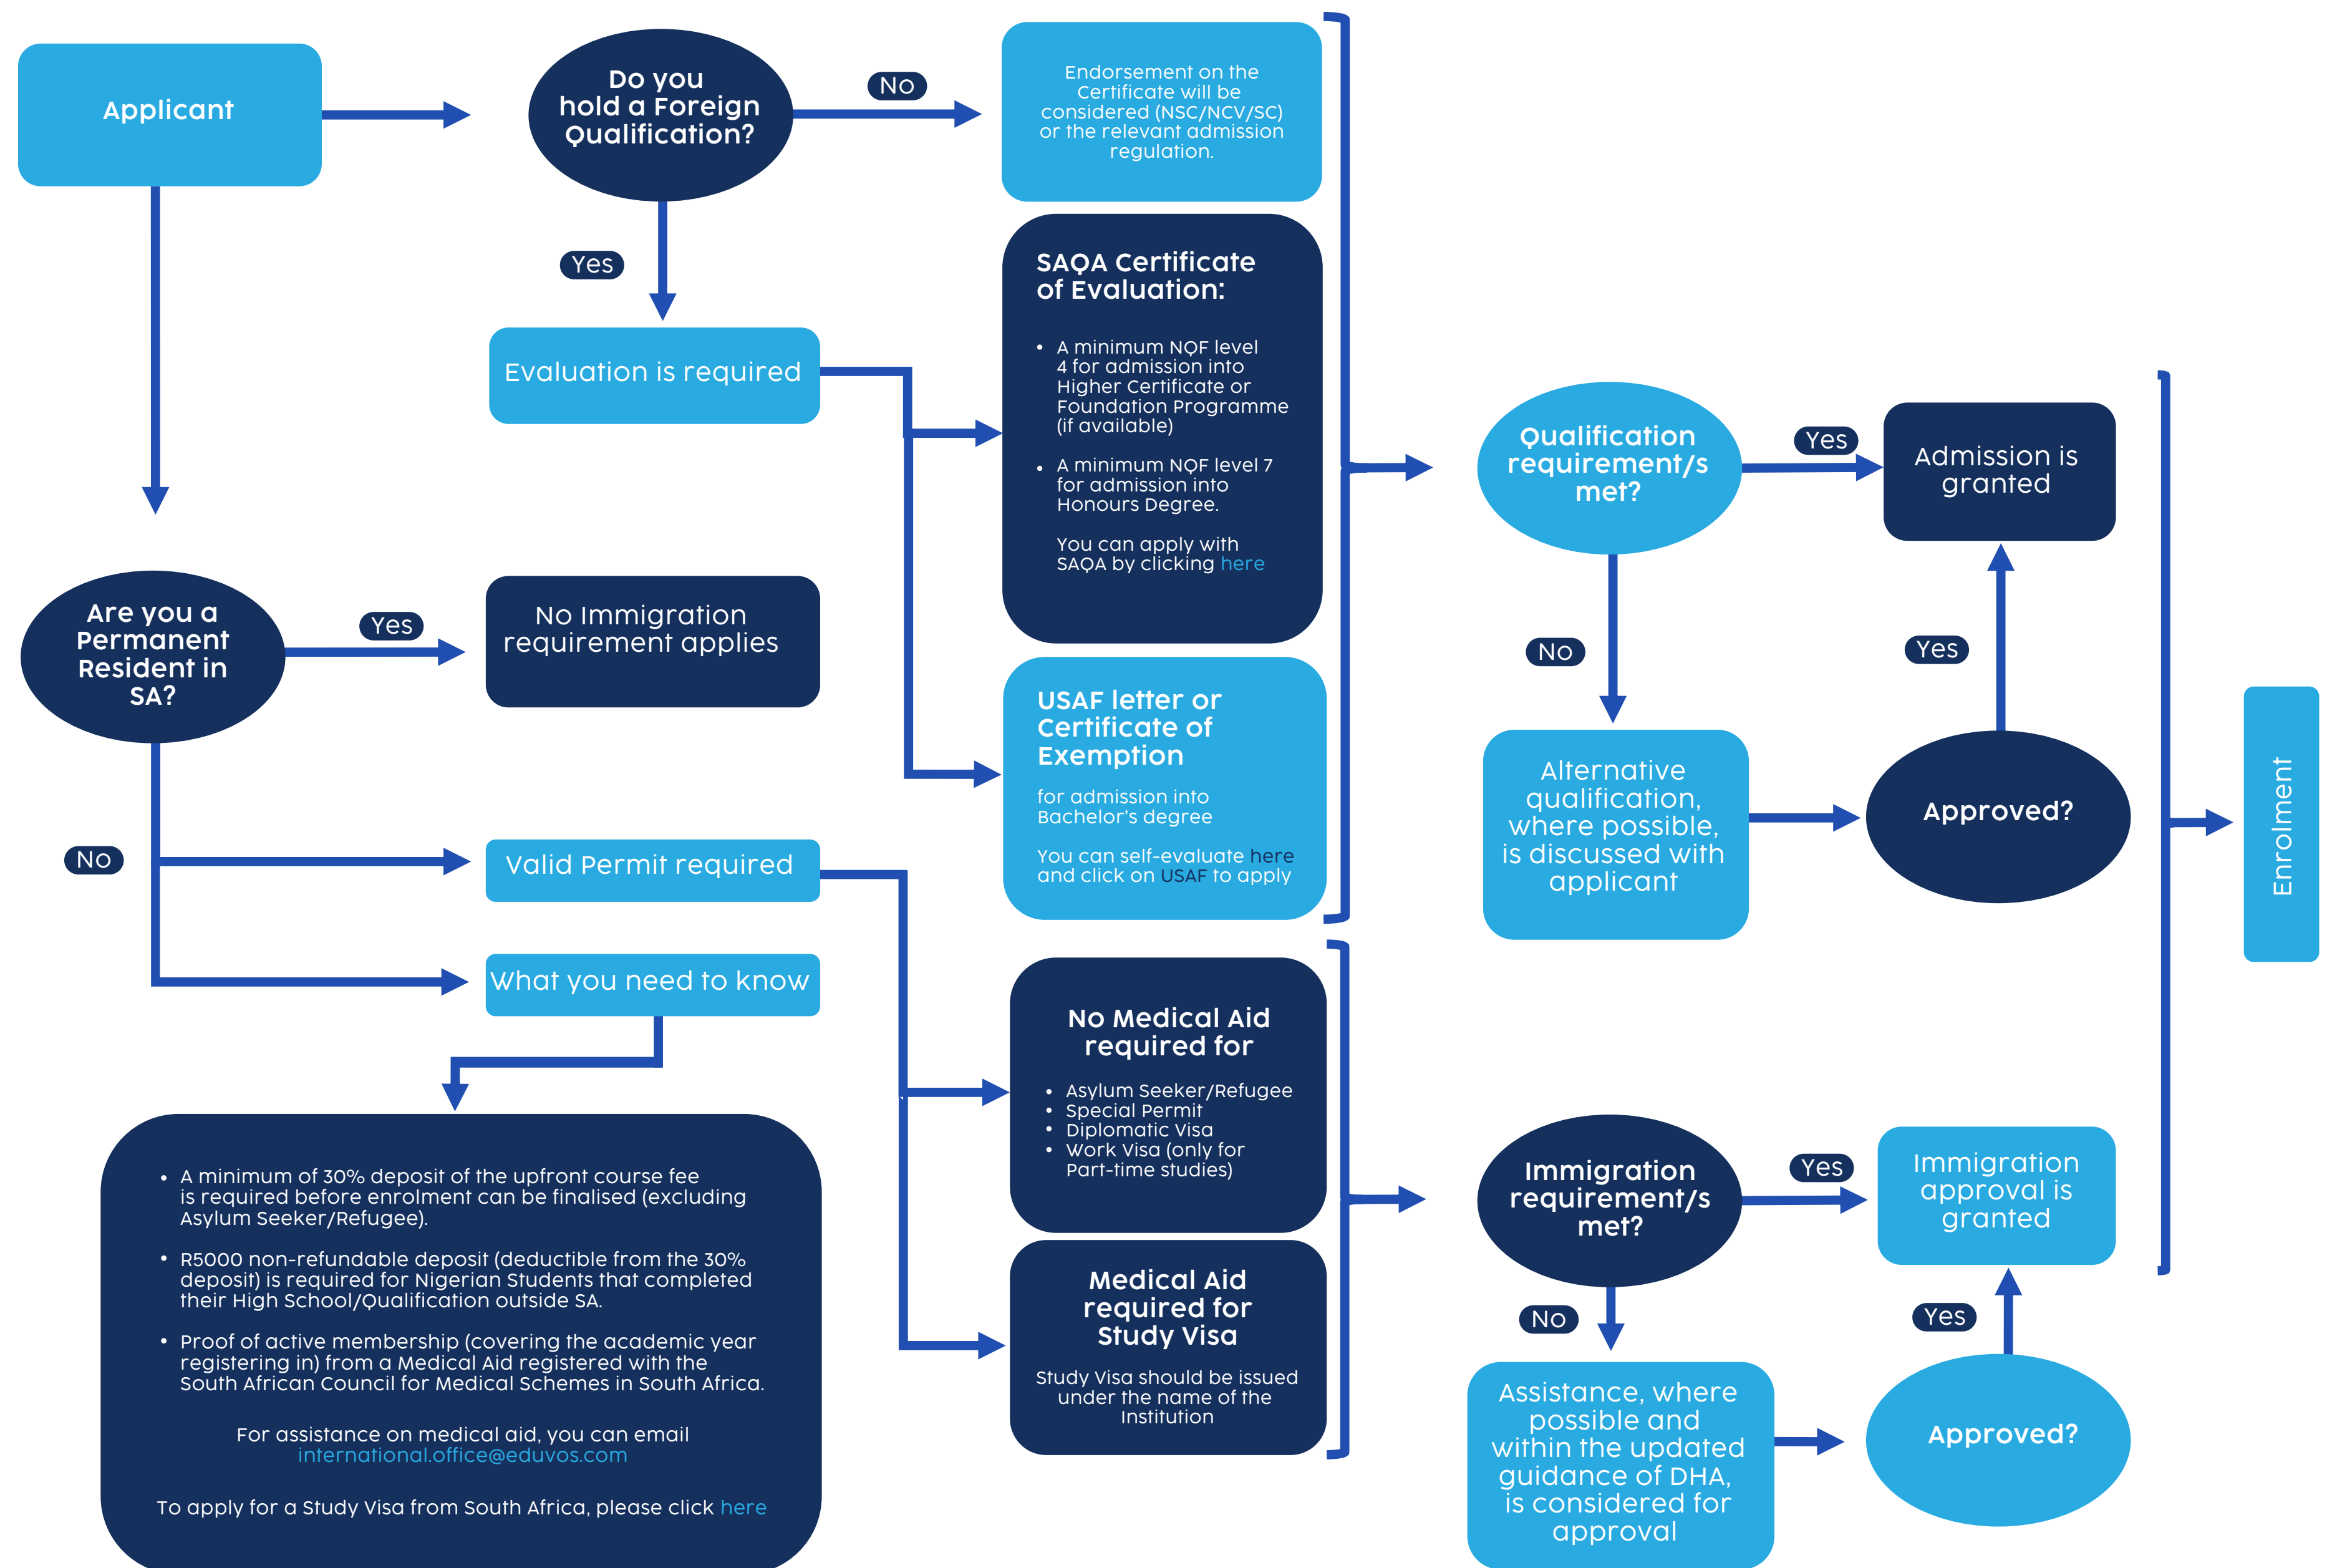 Applicant
Do you
hold a Foreign
Qualification?
No
Endorsement on the
Certificate will be
considered (NSC/NCV/SC)
or the relevant admission
regulation.
Yes
Evaluation is required
SAQA Certificate
of Evaluation:
• A minimum NQF level
4 for admission into
Higher Certificate or
Foundation Programme
(if available)
• A minimum NQF level 7
for admission into
Honours Degree.
You can apply with
SAQA by clicking here
Qualification
requirement/s
met?
Yes
Admission is
granted
Are you a
Permanent
Resident in
SA?
Yes
No Immigration
requirement applies
No
Yes
USAF letter or
Certificate of
Exemption
for admission into
Bachelor's degree
You can self-evaluate here
and click on USAF to apply
Alternative
qualification,
where possible,
is discussed with
applicant
Approved?
Enrolment
No
Valid Permit required
What you need to know
No Medical Aid
required for
• Asylum Seeker/Refugee
• Special Permit
• Diplomatic Visa
• Work Visa (only for
Part-time studies)
• A minimum of 30% deposit of the upfront course fee
is required before enrolment can be finalised (excluding
Asylum Seeker/Refugee).
• R5000 non-refundable deposit (deductible from the 30%
deposit) is required for Nigerian Students that completed
their High School/Qualification outside SA.
• Proof of active membership (covering the academic year
registering in) from a Medical Aid registered with the
South African Council for Medical Schemes in South Africa.
For assistance on medical aid, you can email
international.office@eduvos.com
To apply for a Study Visa from South Africa, please click here
Medical Aid
required for
Study Visa
Study Visa should be issued
under the name of the
Institution
Immigration
requirement/s
met?
Yes
Immigration
approval is
granted
No
Yes
Assistance, where
possible and
within the updated
guidance of DHA,
is considered for
approval
Approved?